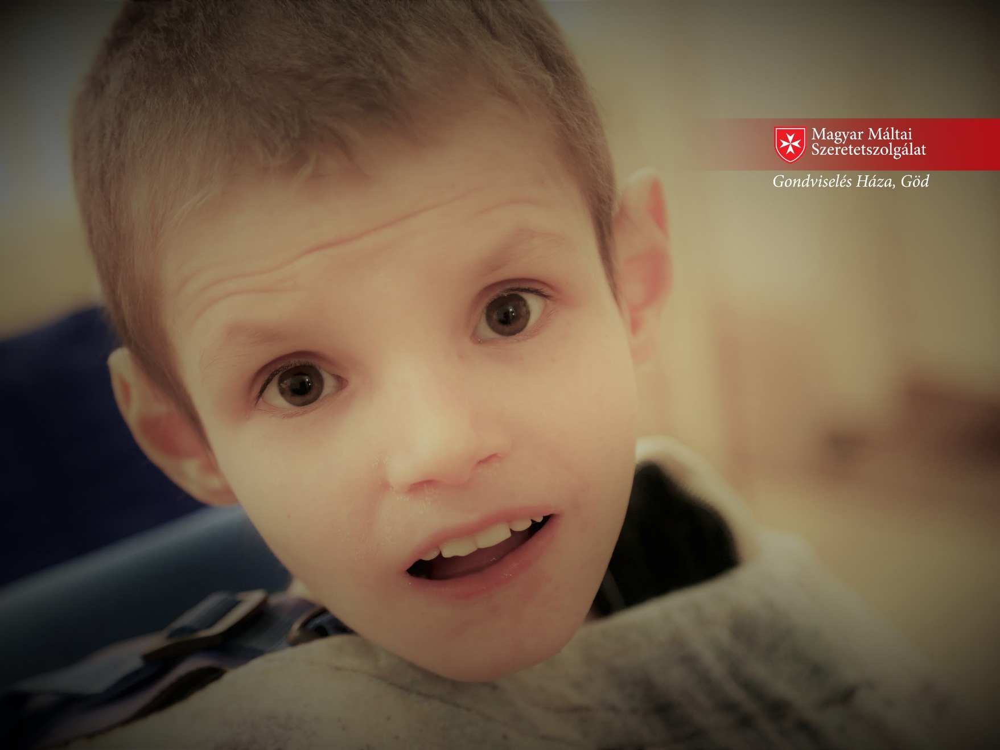 Magyar Máltai
Szeretetszolgálat
Gondviselés Háza, Göd